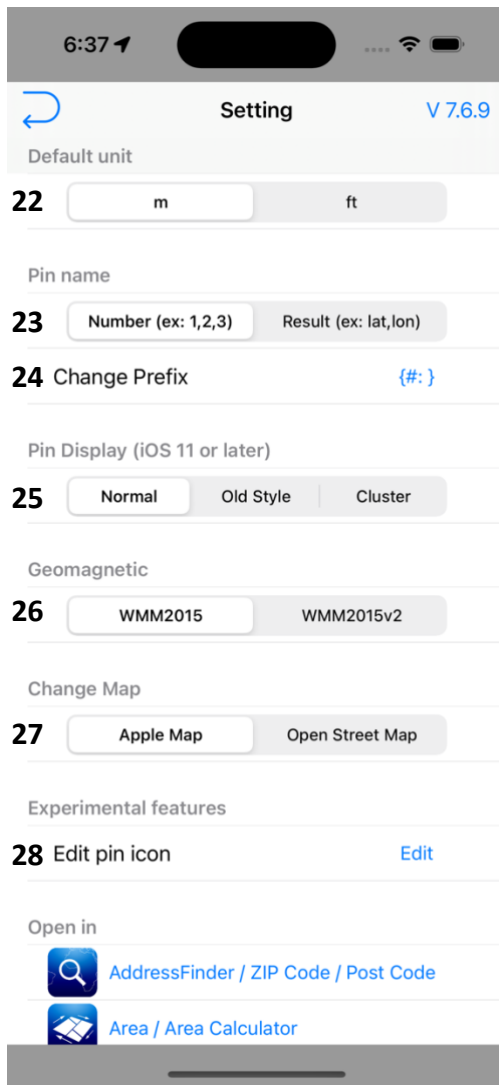 6:37
Setting V 7.6.9
Default unit
22 m ft
Pin name
23 Number (ex: 1,2,3) Result (ex: lat,lon)
24 Change Prefix {#: }
Pin Display (iOS 11 or later)
25 Normal Old Style Cluster
Geomagnetic
26 WMM2015 WMM2015v2
Change Map
27 Apple Map Open Street Map
Experimental features
28 Edit pin icon Edit
Open in
AddressFinder / ZIP Code / Post Code
Area / Area Calculator